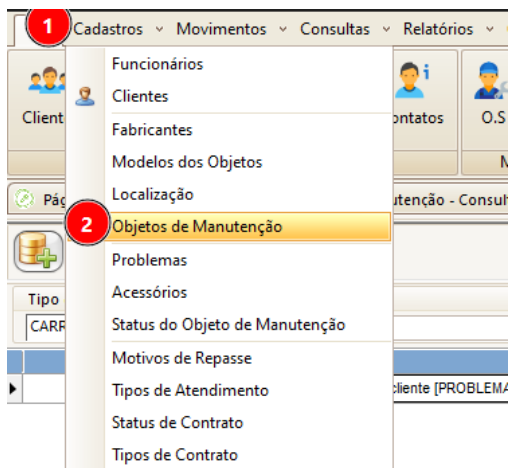 1 Cadastros Movimentos Consultas Relatórios
Funcionários
Clientes
Fabricantes
Modelos dos Objetos
Localização
2 Objetos de Manutenção
Problemas
Acessórios
Status do Objeto de Manutenção
Motivos de Repasse
Tipos de Atendimento
Status de Contrato
Tipos de Contrato
Client
ontatos
O.S
M
Pág
utenção - Consul
Tipo
CARR
cliente [PROBLEMA